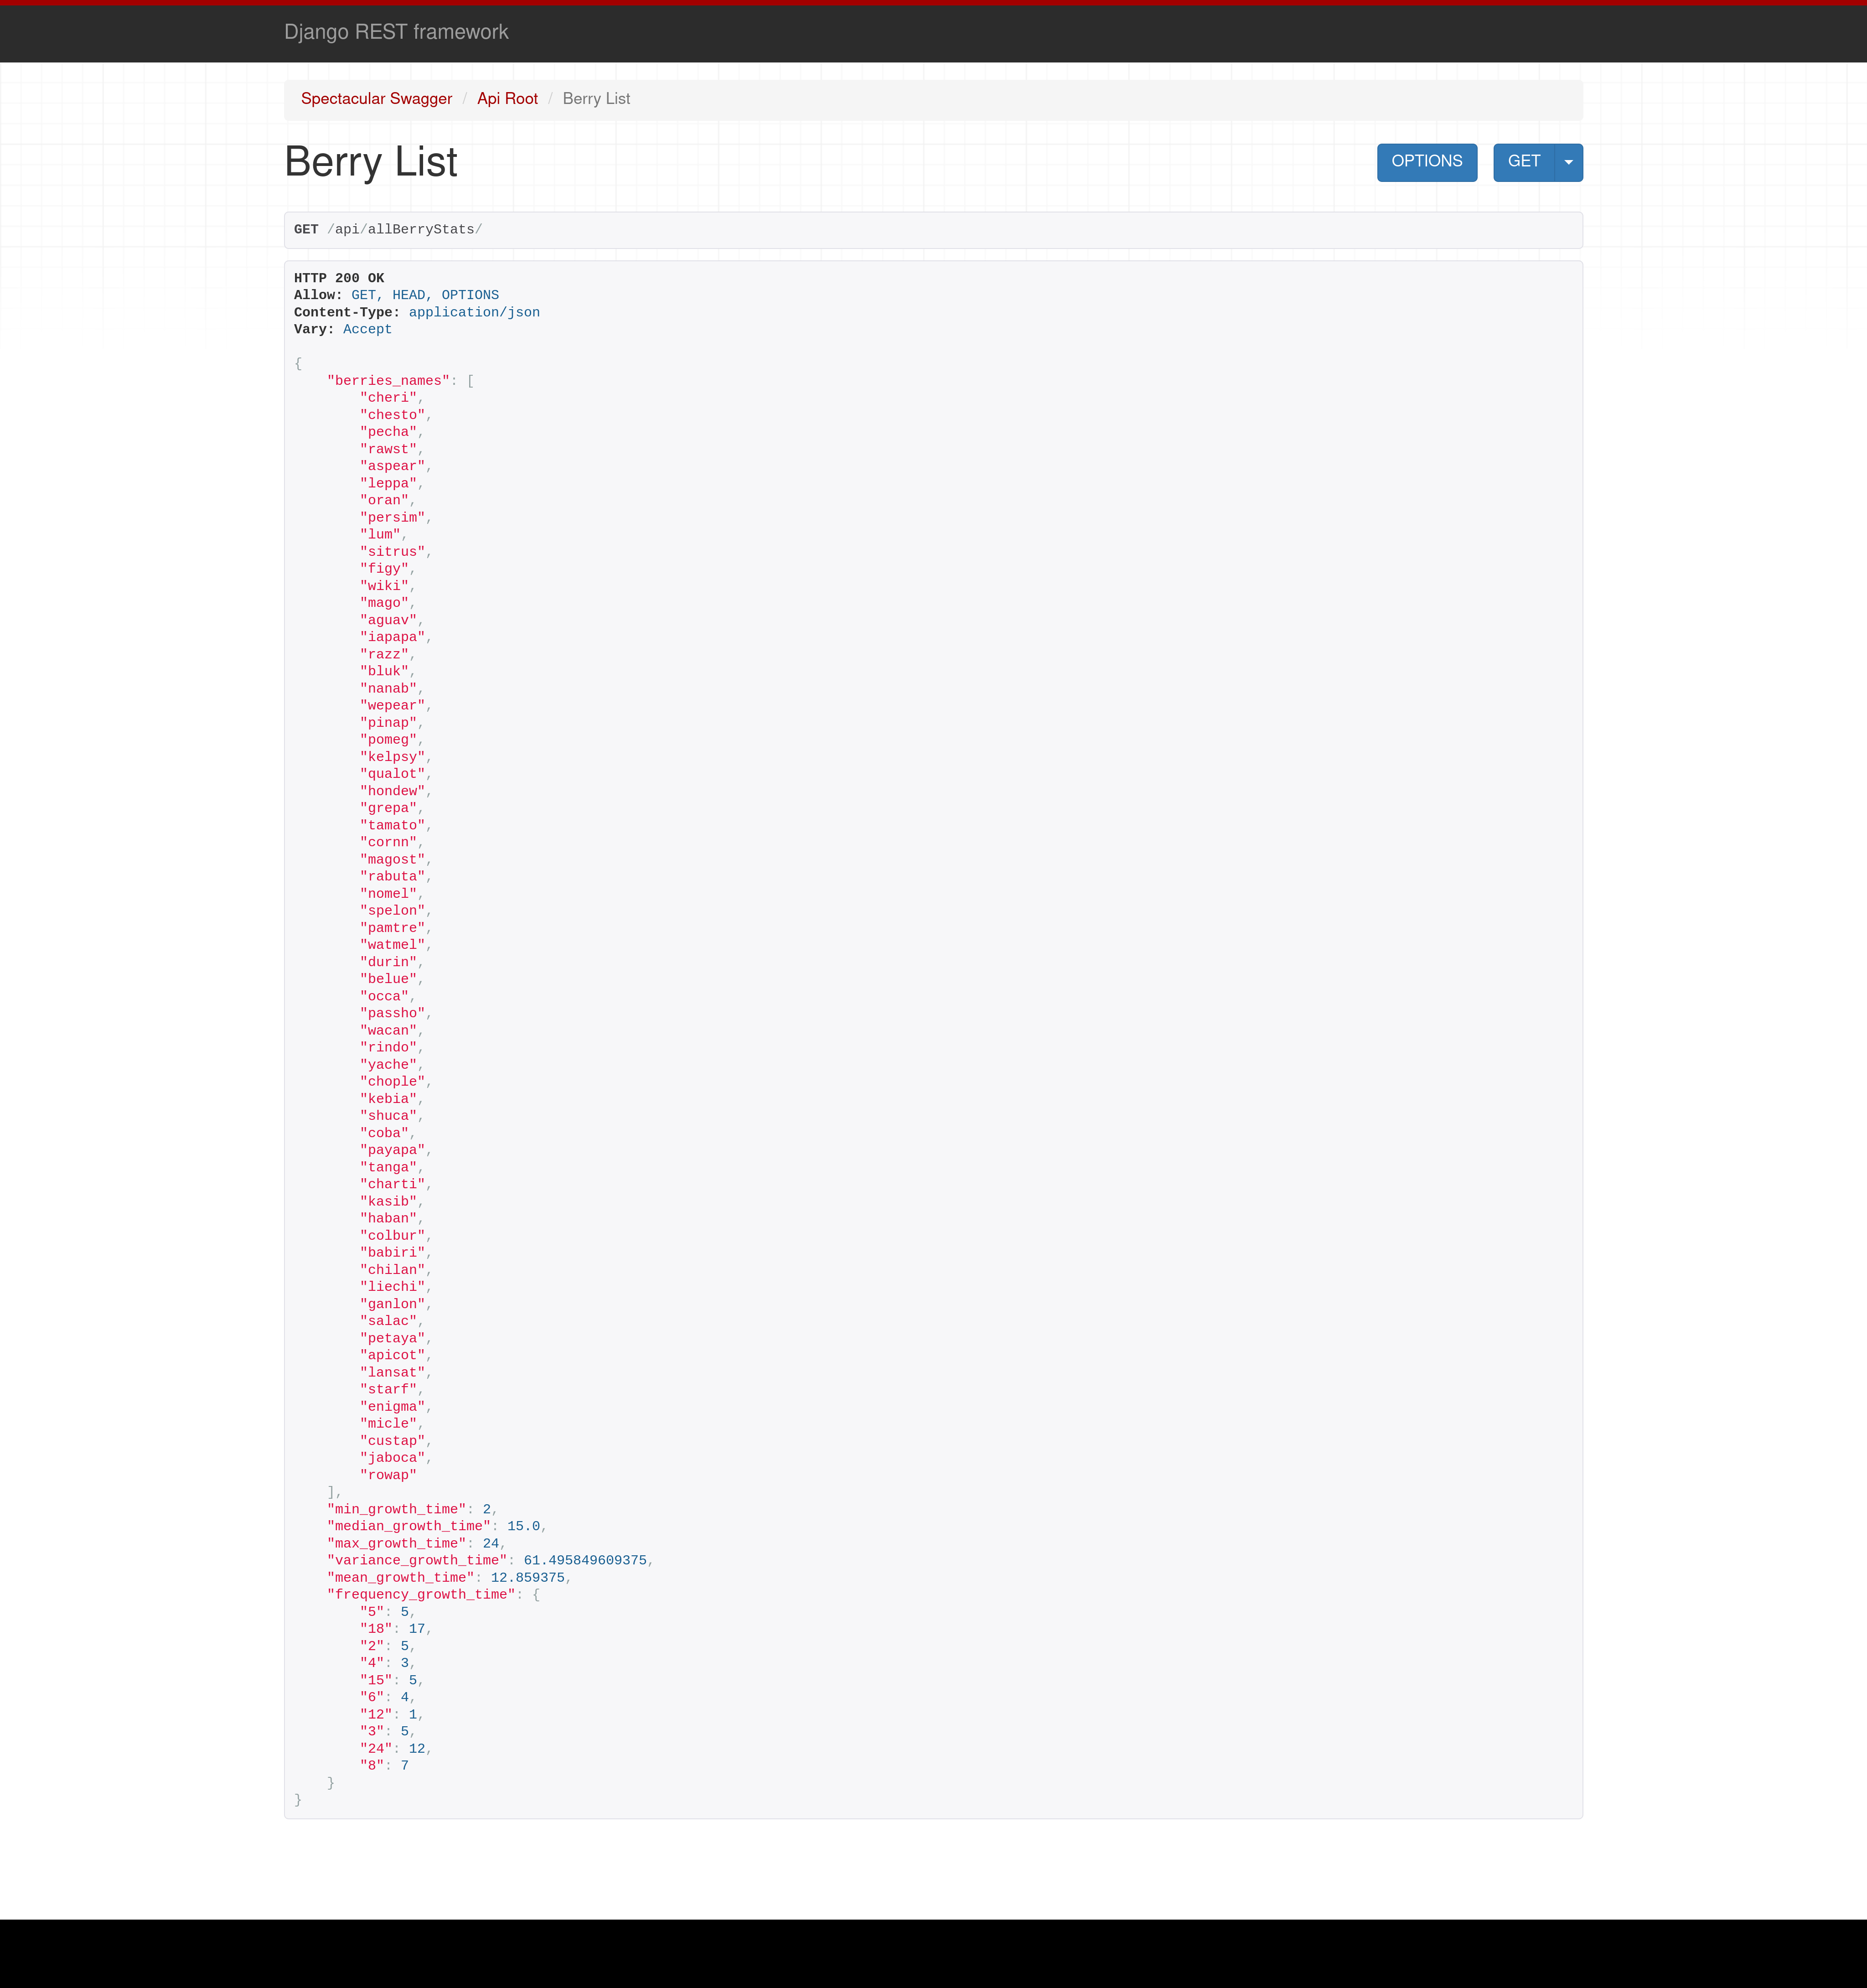 Django REST framework
Spectacular Swagger / Api Root / Berry List
Berry List
OPTIONS GET
GET /api/allBerryStats/
HTTP 200 OK
Allow: GET, HEAD, OPTIONS
Content-Type: application/json
Vary: Accept
{
    "berries_names": [
        "cheri",
        "chesto",
        "pecha",
        "rawst",
        "aspear",
        "leppa",
        "oran",
        "persim",
        "lum",
        "sitrus",
        "figy",
        "wiki",
        "mago",
        "aguav",
        "iapapa",
        "razz",
        "bluk",
        "nanab",
        "wepear",
        "pinap",
        "pomeg",
        "kelpsy",
        "qualot",
        "hondew",
        "grepa",
        "tamato",
        "cornn",
        "magost",
        "rabuta",
        "nomel",
        "spelon",
        "pamtre",
        "watmel",
        "durin",
        "belue",
        "occa",
        "passho",
        "wacan",
        "rindo",
        "yache",
        "chople",
        "kebia",
        "shuca",
        "coba",
        "payapa",
        "tanga",
        "charti",
        "kasib",
        "haban",
        "colbur",
        "babiri",
        "chilan",
        "liechi",
        "ganlon",
        "salac",
        "petaya",
        "apicot",
        "lansat",
        "starf",
        "enigma",
        "micle",
        "custap",
        "jaboca",
        "rowap"
    ],
    "min_growth_time": 2,
    "median_growth_time": 15.0,
    "max_growth_time": 24,
    "variance_growth_time": 61.495849609375,
    "mean_growth_time": 12.859375,
    "frequency_growth_time": {
        "5": 5,
        "18": 17,
        "2": 5,
        "4": 3,
        "15": 5,
        "6": 4,
        "12": 1,
        "3": 5,
        "24": 12,
        "8": 7
    }
}